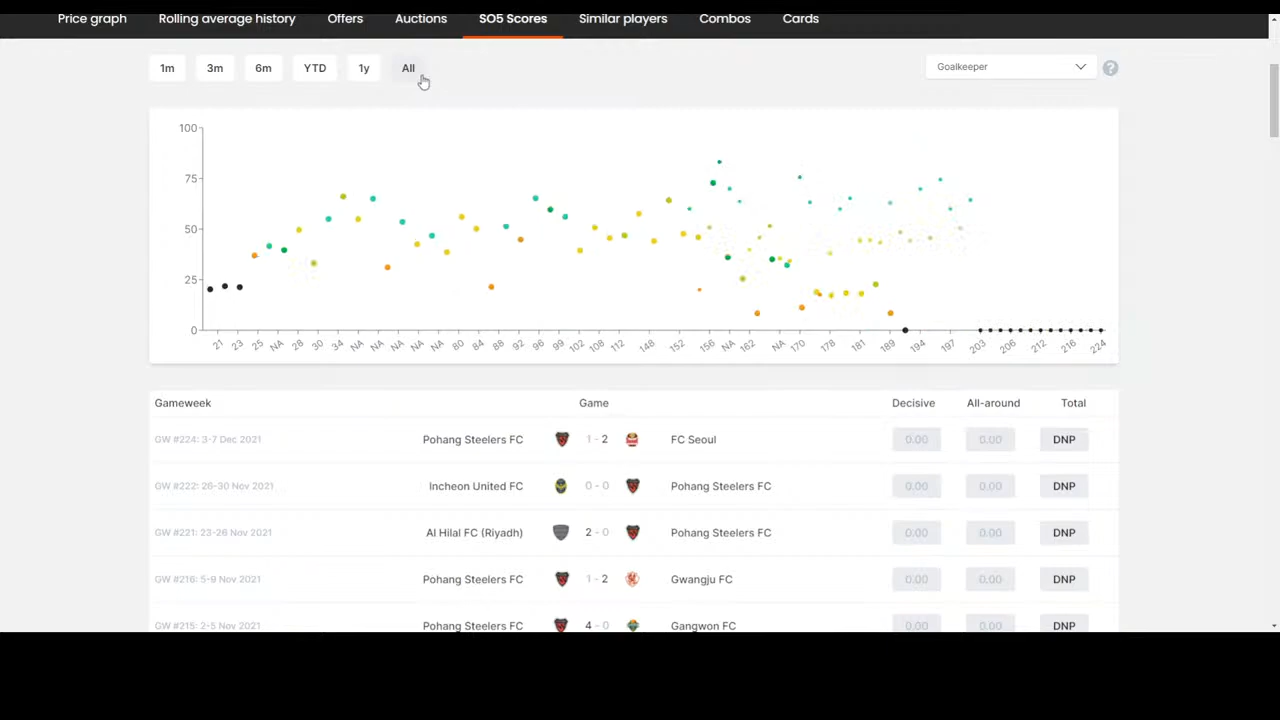 Price graph Rolling average history Offers Auctions SO5 Scores Similar players Combos Cards
1m 3m 6m YTD 1y All Goalkeeper ?
100
75
50
25
0
21 23 25 NA 28 30 34 NA NA NA NA NA 80 84 88 92 96 99 102 108 112 148 152 156 NA 162 NA 170 178 181 189 194 197 203 206 212 216 224
Gameweek Game Decisive All-around Total
GW #224: 3-7 Dec 2021 Pohang Steelers FC 1 - 2 FC Seoul 0.00 0.00 DNP
GW #222: 26-30 Nov 2021 Incheon United FC 0 - 0 Pohang Steelers FC 0.00 0.00 DNP
GW #221: 23-26 Nov 2021 Al Hilal FC (Riyadh) 2 - 0 Pohang Steelers FC 0.00 0.00 DNP
GW #216: 5-9 Nov 2021 Pohang Steelers FC 1 - 2 Gwangju FC 0.00 0.00 DNP
GW #215: 2-5 Nov 2021 Pohang Steelers FC 4 - 0 Gangwon FC 0.00 0.00 DNP